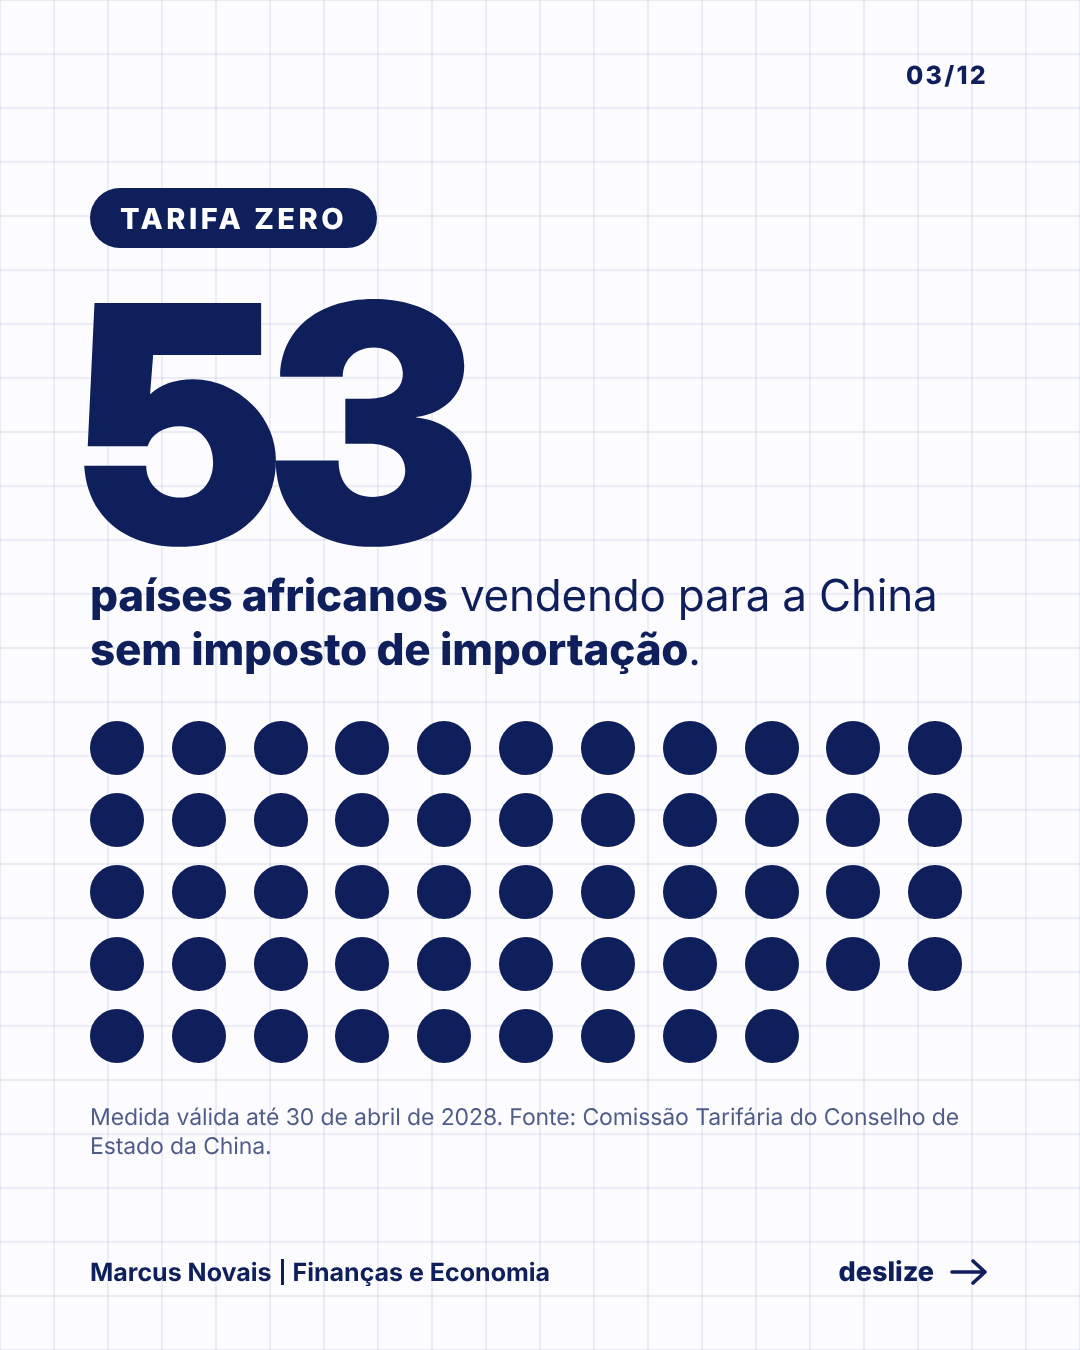 03/12
TARIFA ZERO
53
países africanos vendendo para a China
sem imposto de importação.
Medida válida até 30 de abril de 2028. Fonte: Comissão Tarifária do Conselho de
Estado da China.
Marcus Novais | Finanças e Economia
deslize →